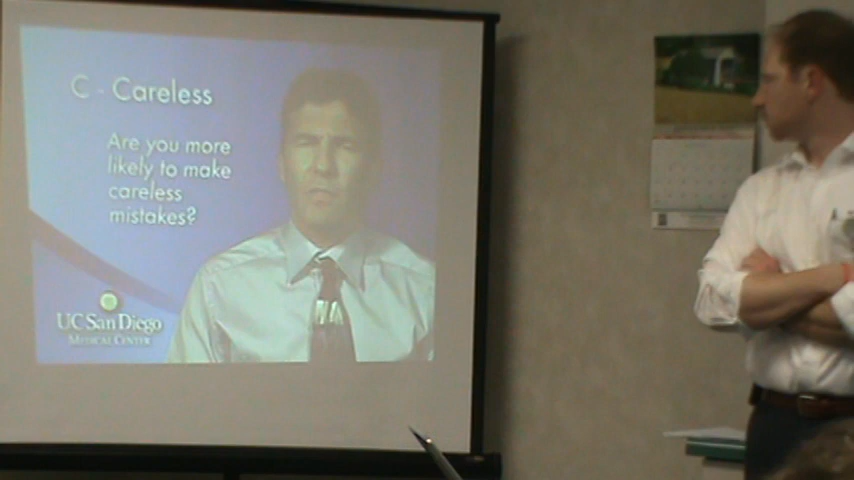 C - Careless
Are you more
likely to make
careless
mistakes?
UC San Diego
MEDICAL CENTER